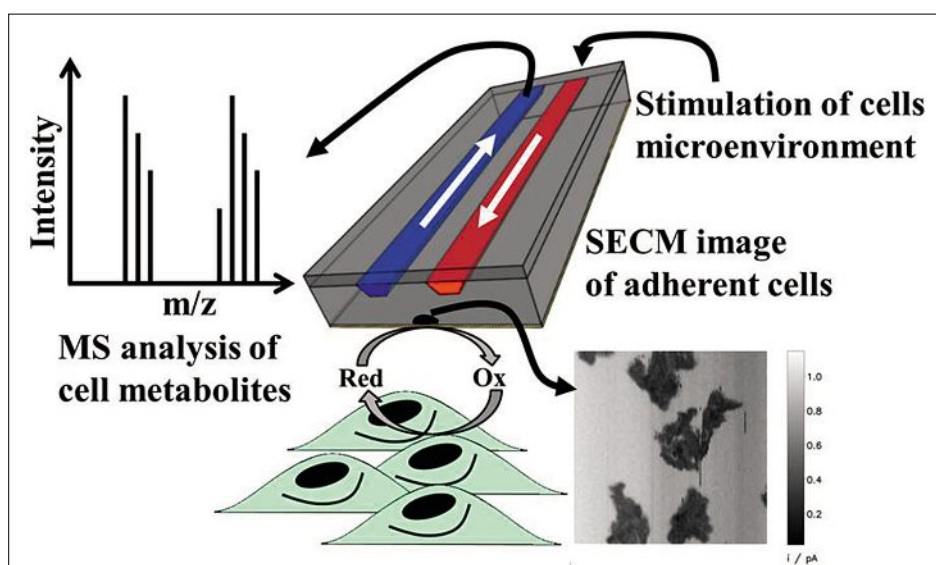 Intensity
m/z
MS analysis of
cell metabolites
Stimulation of cells
microenvironment
SECM image
of adherent cells
Red
Ox
1.0
0.8
0.6
0.4
0.2
i / pA